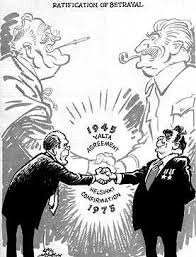 RATIFICATION OF BETRAYAL
1945
YALTA
AGREEMENT
HELSINKI
CONFIRMATION
1975